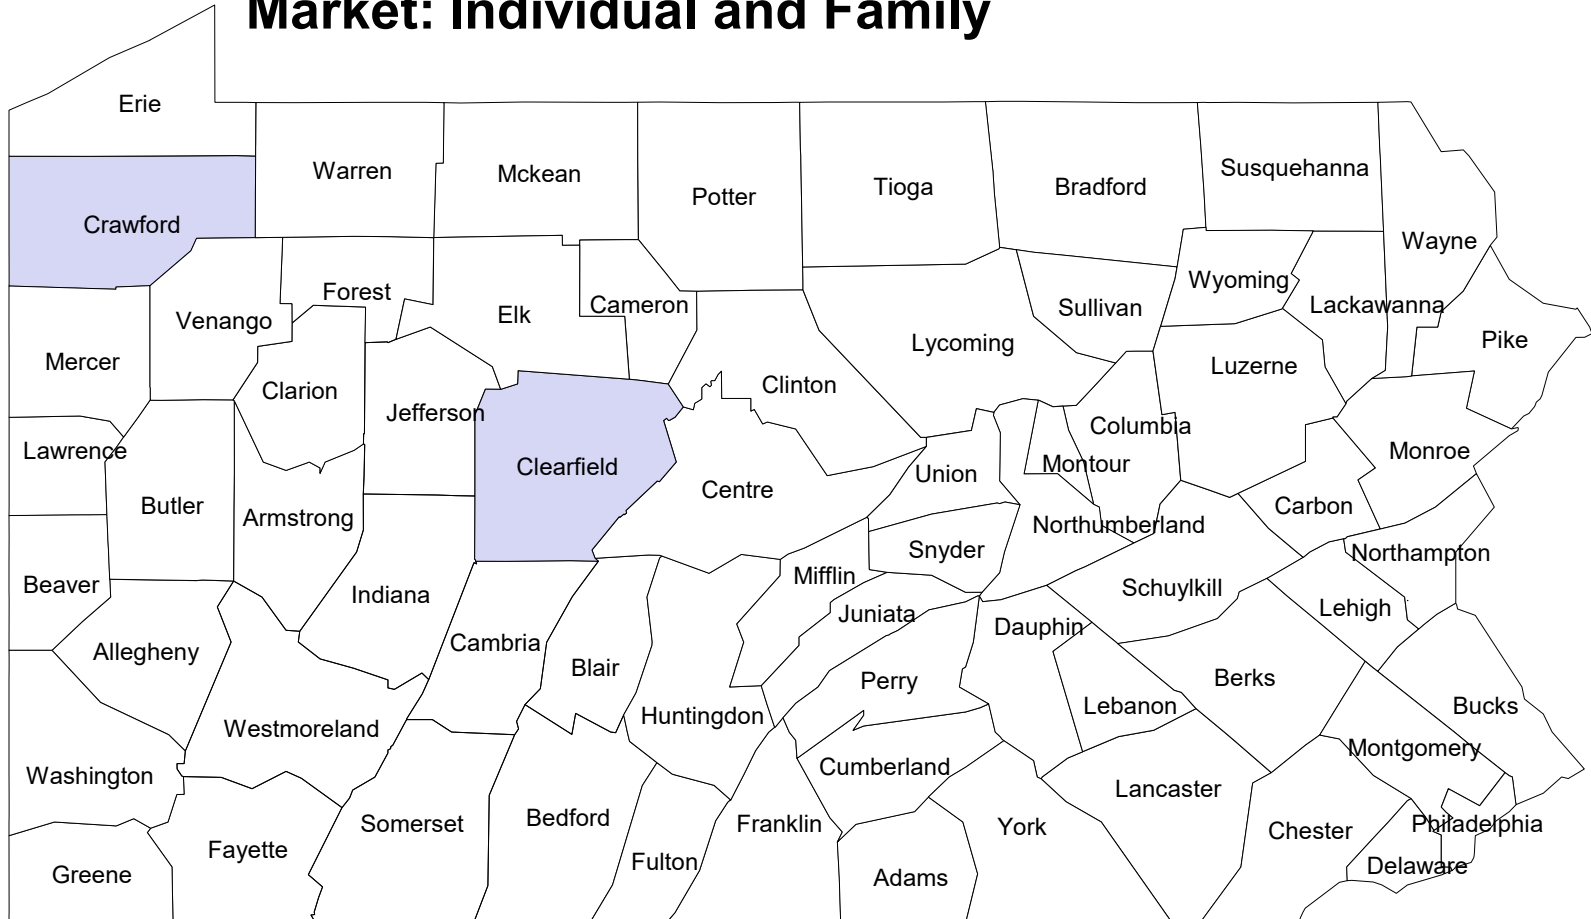 Market: Individual and Family
Erie
Warren
Mckean
Potter
Tioga
Bradford
Susquehanna
Crawford
Wayne
Forest
Venango
Elk
Cameron
Sullivan
Wyoming
Lackawanna
Mercer
Clarion
Jefferson
Clinton
Lycoming
Luzerne
Pike
Lawrence
Butler
Armstrong
Clearfield
Centre
Union
Montour
Columbia
Carbon
Monroe
Beaver
Indiana
Snyder
Northumberland
Northampton
Mifflin
Juniata
Schuylkill
Lehigh
Allegheny
Cambria
Blair
Huntingdon
Perry
Dauphin
Lebanon
Berks
Bucks
Westmoreland
Montgomery
Washington
Somerset
Bedford
Cumberland
Lancaster
Greene
Fayette
Fulton
Franklin
Adams
York
Chester
Philadelphia
Delaware